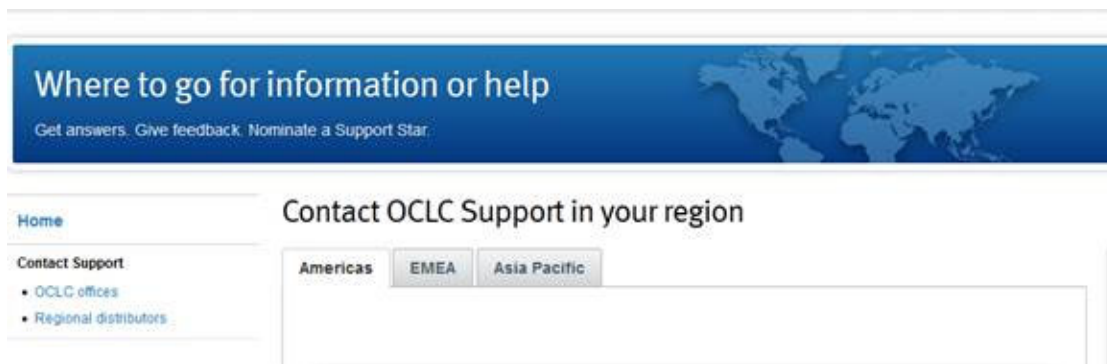 Where to go for information or help
Get answers. Give feedback. Nominate a Support Star.
Home
Contact Support
OCLC offices
Regional distributors
Contact OCLC Support in your region
Americas EMEA Asia Pacific